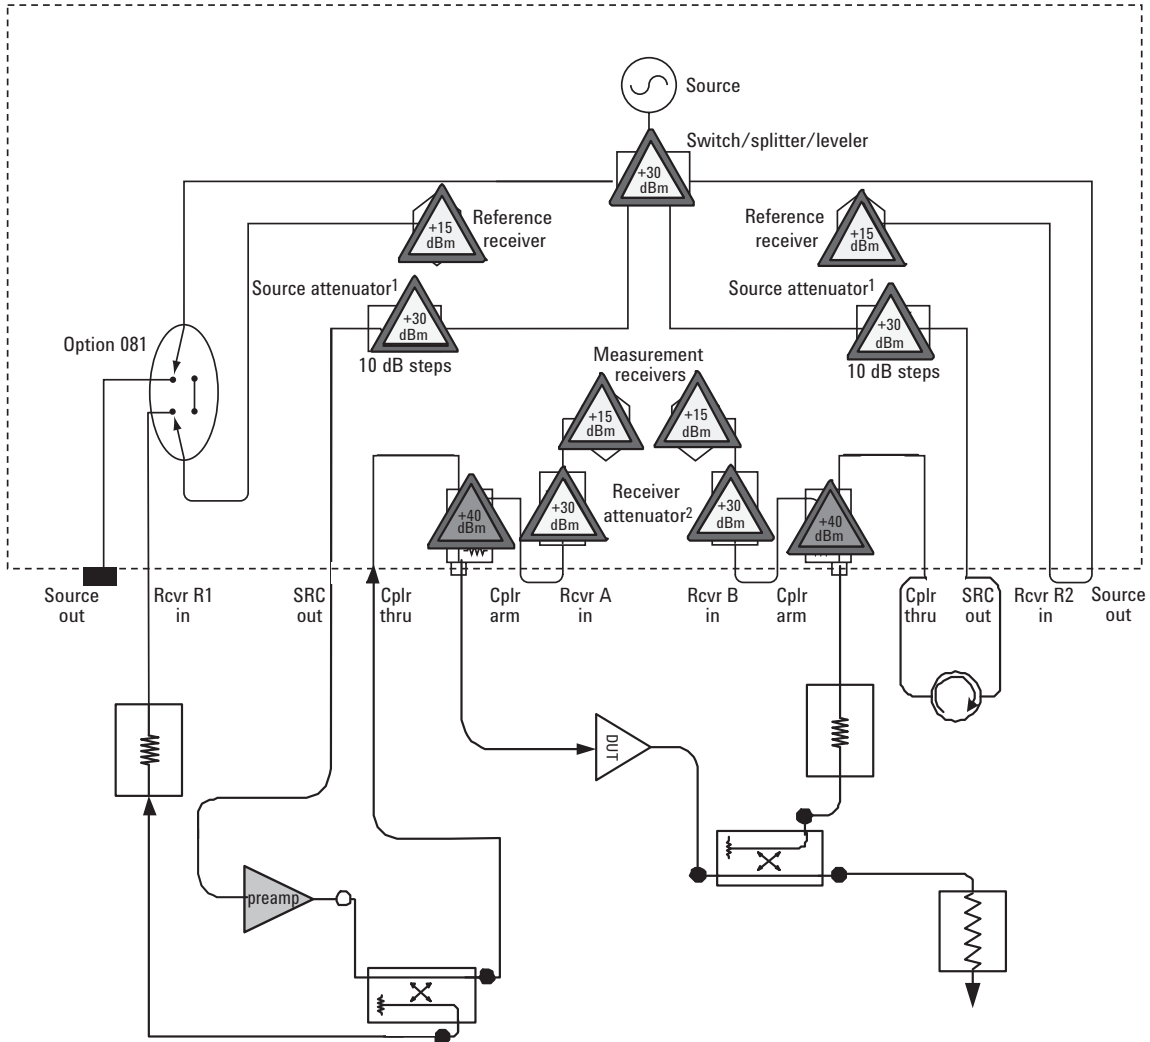 Source
Switch/splitter/leveler
+30
dBm
Reference
receiver
+15
dBm
Reference
receiver
+15
dBm
Source attenuator1
+30
dBm
10 dB steps
Source attenuator1
+30
dBm
10 dB steps
Option 081
Measurement
receivers
+15
dBm
+15
dBm
+40
dBm
+30
dBm
Receiver
attenuator2
+30
dBm
+40
dBm
Source
out
Rcvr R1
in
SRC
out
Cplr
thru
Cplr
arm
Rcvr A
in
Rcvr B
in
Cplr
arm
Cplr
thru
SRC
out
Rcvr R2
in
Source
out
DUT
preamp